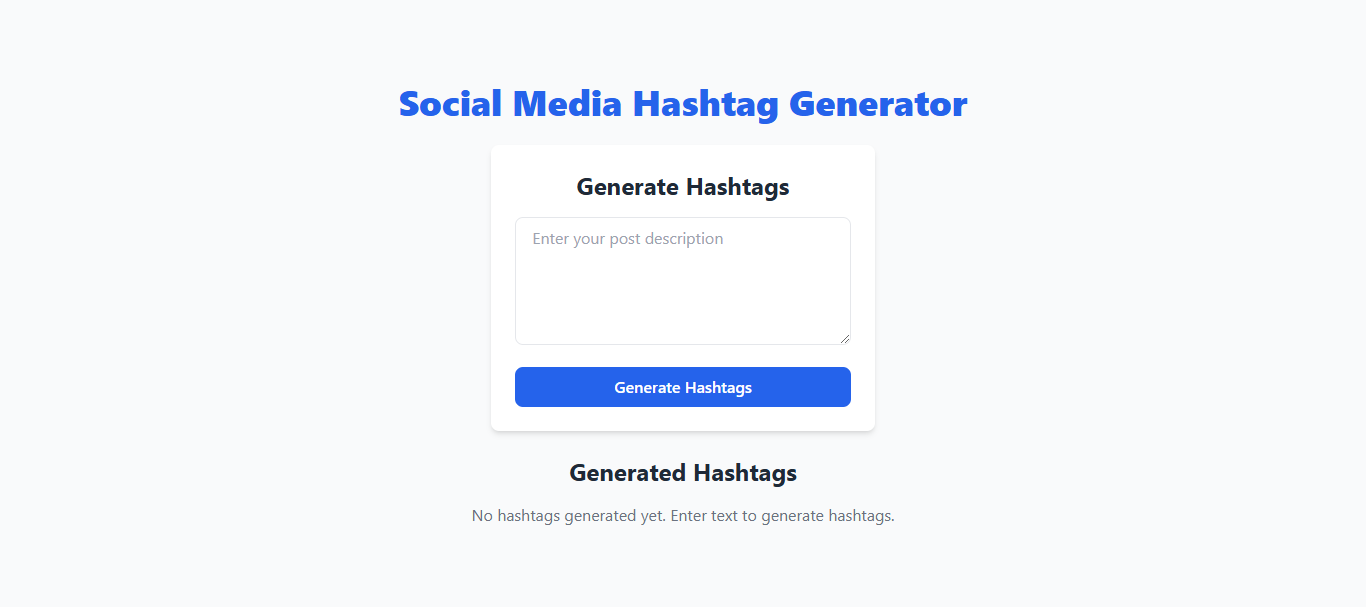 Social Media Hashtag Generator
Generate Hashtags
Enter your post description
Generate Hashtags
Generated Hashtags
No hashtags generated yet. Enter text to generate hashtags.